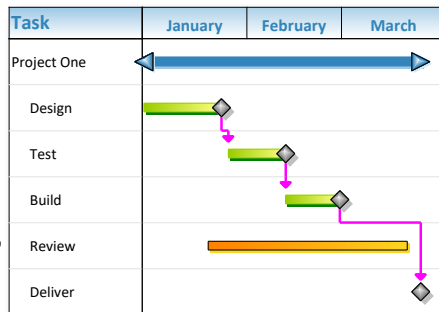 Task January February March
Project One
Design
Test
Build
Review
Deliver